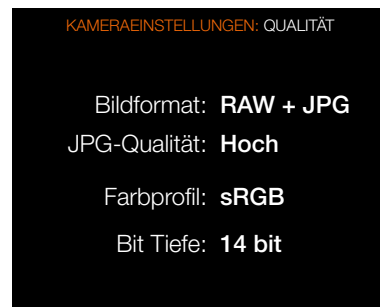 KAMERAEINSTELLUNGEN: QUALITÄT
Bildformat: RAW + JPG
JPG-Qualität: Hoch
Farbprofil: sRGB
Bit Tiefe: 14 bit